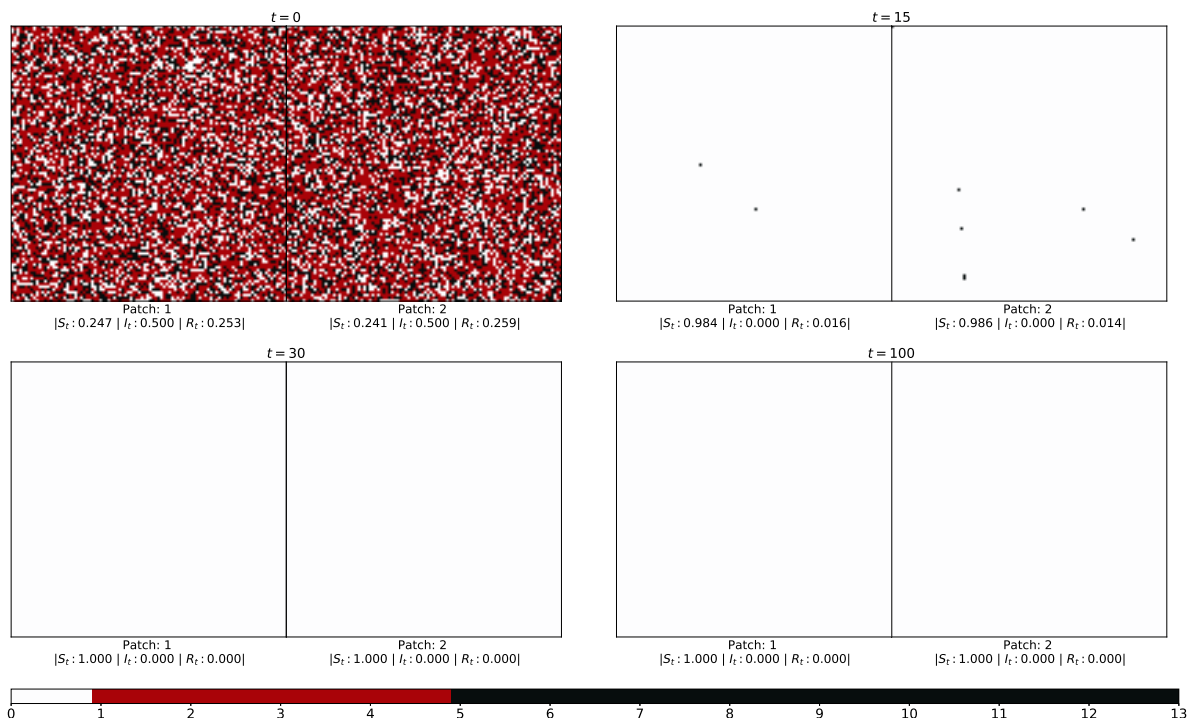 t = 0
t = 15
Patch: 1
Patch: 2
Patch: 1
Patch: 2
|S_t : 0.247 | I_t : 0.500 | R_t : 0.253|
|S_t : 0.241 | I_t : 0.500 | R_t : 0.259|
|S_t : 0.984 | I_t : 0.000 | R_t : 0.016|
|S_t : 0.986 | I_t : 0.000 | R_t : 0.014|
t = 30
t = 100
Patch: 1
Patch: 2
Patch: 1
Patch: 2
|S_t : 1.000 | I_t : 0.000 | R_t : 0.000|
|S_t : 1.000 | I_t : 0.000 | R_t : 0.000|
|S_t : 1.000 | I_t : 0.000 | R_t : 0.000|
|S_t : 1.000 | I_t : 0.000 | R_t : 0.000|
0 1 2 3 4 5 6 7 8 9 10 11 12 13